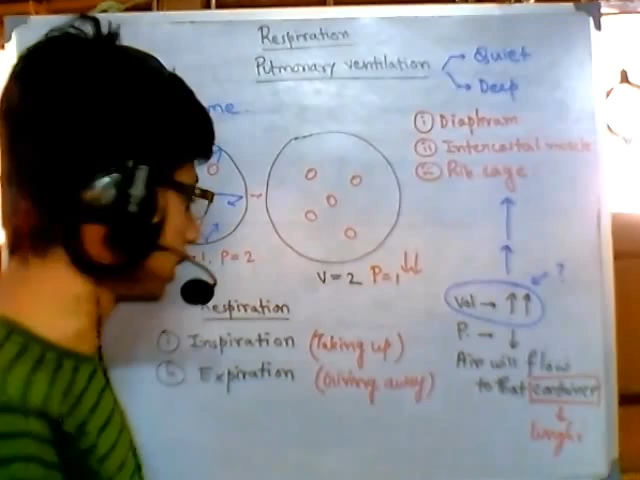 Respiration
Pulmonary ventilation
Quiet
Deep
me.
(i) Diaphram
(ii) Intercostal muscle
(iii) Rib cage
P=2
V=2 P=1 ↓↓
Vol → ↑↑
?
P. → ↓
Air will flow
to that container
↓
lungs.
Respiration
(i) Inspiration (Taking up)
(ii) Expiration (Giving away)